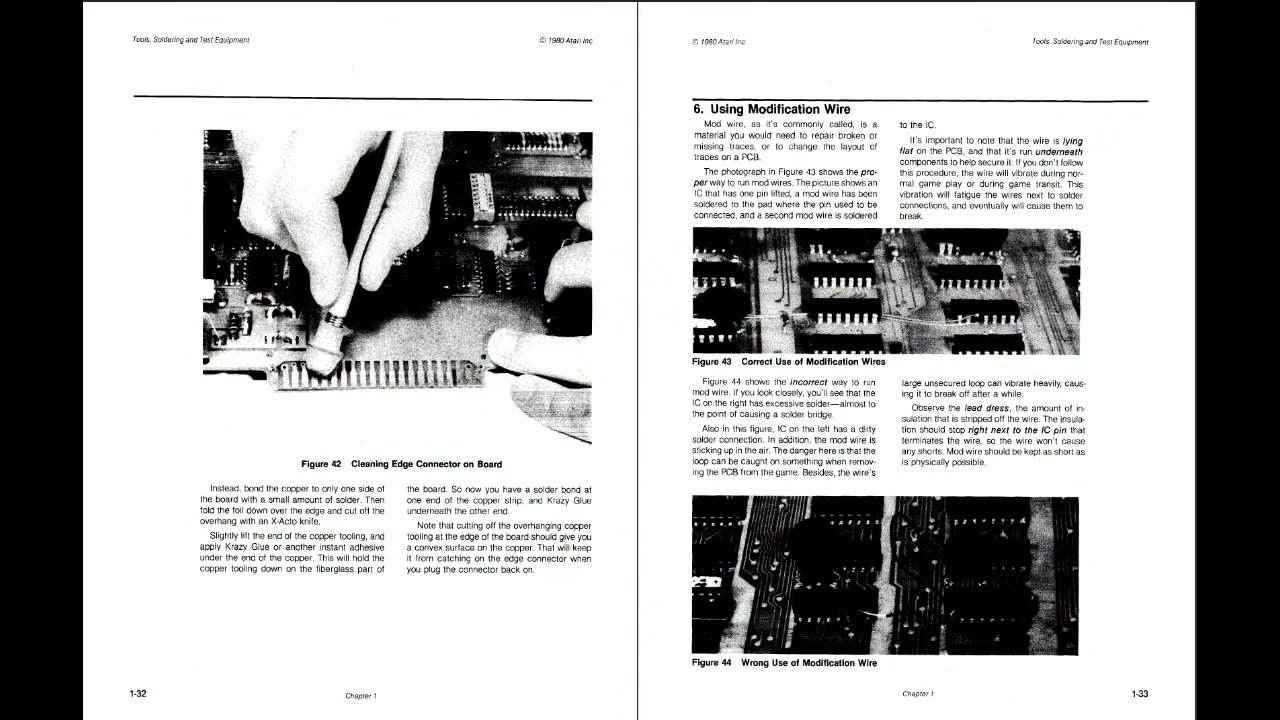 Tools, Soldering and Test Equipment
© 1980 Atari Inc
Figure 42 Cleaning Edge Connector on Board
Instead, bond the copper to only one side of
the board with a small amount of solder. Then
fold the foil down over the edge and cut off the
overhang with an X-Acto knife.
Slightly lift the end of the copper tooling, and
apply Krazy Glue or another instant adhesive
under the end of the copper. This will hold the
copper tooling down on the fiberglass part of
the board. So now you have a solder bond at
one end of the copper strip, and Krazy Glue
underneath the other end.
Note that cutting off the overhanging copper
tooling at the edge of the board should give you
a convex surface on the copper. That will keep
it from catching on the edge connector when
you plug the connector back on.
1-32
Chapter 1
© 1980 Atari Inc
Tools, Soldering and Test Equipment
6. Using Modification Wire
Mod wire, as it's commonly called, is a
material you would need to repair broken or
missing traces, or to change the layout of
traces on a PCB.
The photograph in Figure 43 shows the pro-
per way to run mod wires. The picture shows an
IC that has one pin lifted, a mod wire has been
soldered to the pad where the pin used to be
connected, and a second mod wire is soldered
to the IC.
It's important to note that the wire is lying
flat on the PCB, and that it's run underneath
components to help secure it. If you don't follow
this procedure, the wire will vibrate during nor-
mal game play or during game transit. This
vibration will fatigue the wires next to solder
connections, and eventually will cause them to
break.
Figure 43 Correct Use of Modification Wires
Figure 44 shows the incorrect way to run
mod wire. If you look closely, you'll see that the
IC on the right has excessive solder—almost to
the point of causing a solder bridge.
Also in this figure, IC on the left has a dirty
solder connection. In addition, the mod wire is
sticking up in the air. The danger here is that the
loop can be caught on something when remov-
ing the PCB from the game. Besides, the wire's
large unsecured loop can vibrate heavily, caus-
ing it to break off after a while.
Observe the lead dress, the amount of in-
sulation that is stripped off the wire. The insula-
tion should stop right next to the IC pin that
terminates the wire, so the wire won't cause
any shorts. Mod wire should be kept as short as
is physically possible.
Figure 44 Wrong Use of Modification Wire
Chapter 1
1-33